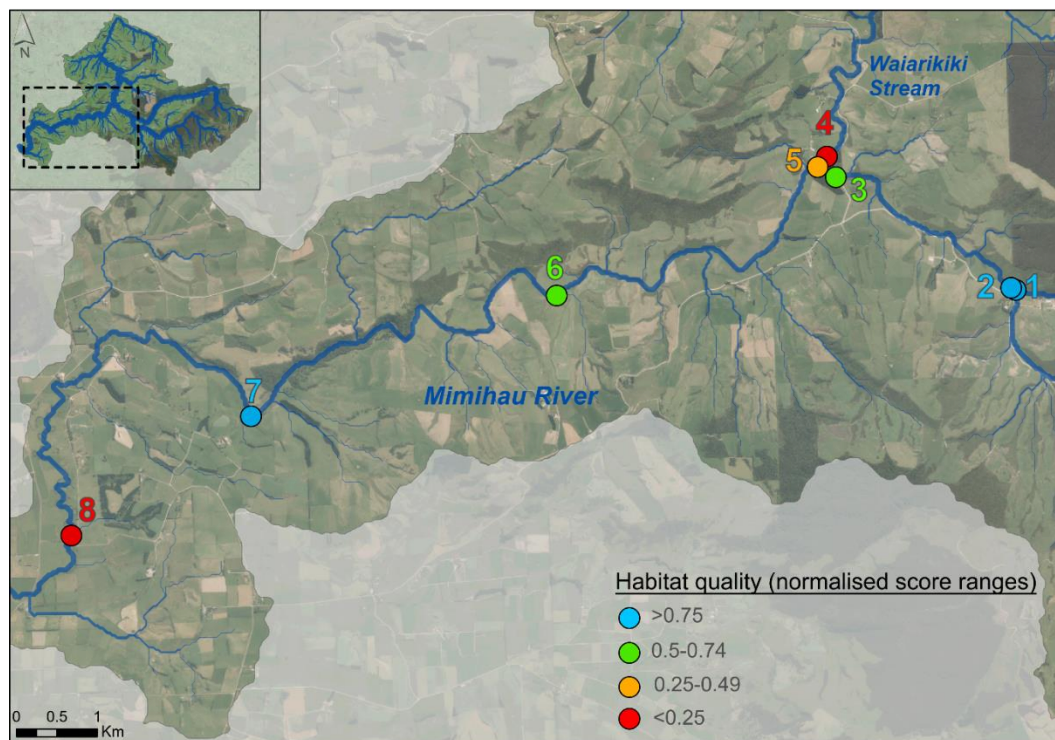 N
Waiarikiki
Stream
4
5
3
6
2
1
7
Mimihau River
8
Habitat quality (normalised score ranges)
>0.75
0.5-0.74
0.25-0.49
<0.25
0 0.5 1
Km